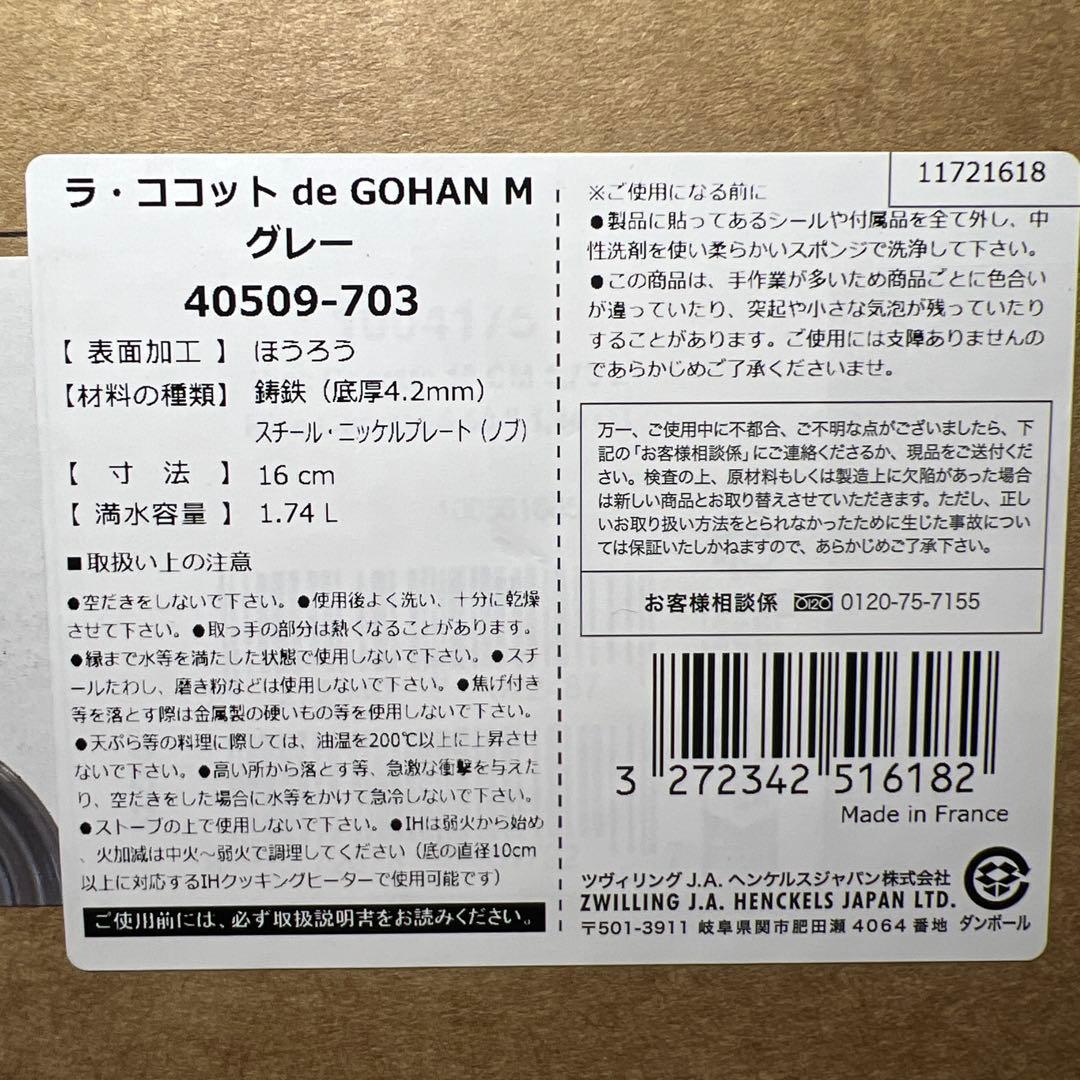 ラ・ココット de GOHAN M
グレー
40509-703
【 表面加工 】 ほうろう
【材料の種類】 鋳鉄（底厚4.2mm）
スチール・ニッケルプレート（ノブ）
【 寸 法 】 16 cm
【 満水容量 】 1.74 L
■取扱い上の注意
●空だきをしないで下さい。●使用後よく洗い、十分に乾燥
させて下さい。●取っ手の部分は熱くなることがあります。
●縁まで水等を満たした状態で使用しないで下さい。●スチ
ールたわし、磨き粉などは使用しないで下さい。●焦げ付き
等を落とす際は金属製の硬いもの等を使用しないで下さい。
●天ぷら等の料理に際しては、油温を200℃以上に上昇させ
ないで下さい。●高い所から落とす等、急激な衝撃を与えた
り、空だきをした場合に水等をかけて急冷しないで下さい。
●ストーブの上で使用しないで下さい。●IHは弱火から始め
、火加減は中火～弱火で調理してください（底の直径10cm
以上に対応するIHクッキングヒーターで使用可能です）
ご使用前には、必ず取扱説明書をお読みください。
11721618
※ご使用になる前に
●製品に貼ってあるシールや付属品を全て外し、中
性洗剤を使い柔らかいスポンジで洗浄して下さい。
●この商品は、手作業が多いため商品ごとに色合い
が違っていたり、突起や小さな気泡が残っていたり
することがあります。ご使用には支障ありませんの
であらかじめご了承くださいませ。
万一、ご使用中に不都合、ご不明な点がございましたら、下
記の「お客様相談係」にご連絡くださるか、現品をご送付くださ
い。検査の上、原材料もしくは製造上に欠陥があった場合
は新しい商品とお取り替えさせていただきます。ただし、正し
いお取り扱い方法をとられなかったために生じた事故につい
ては保証いたしかねますので、あらかじめご了承下さい。
お客様相談係 0120-75-7155
3 272342 516182
Made in France
ツヴィリング J.A. ヘンケルスジャパン株式会社
ZWILLING J.A. HENCKELS JAPAN LTD.
〒501-3911 岐阜県関市肥田瀬 4064 番地 ダンボール